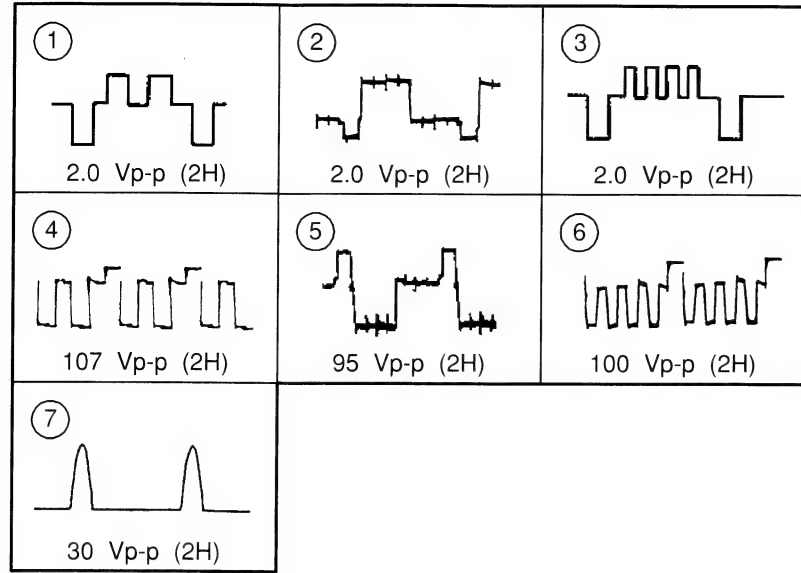 1
2
3
2.0 Vp-p (2H)
2.0 Vp-p (2H)
2.0 Vp-p (2H)
4
5
6
107 Vp-p (2H)
95 Vp-p (2H)
100 Vp-p (2H)
7
30 Vp-p (2H)